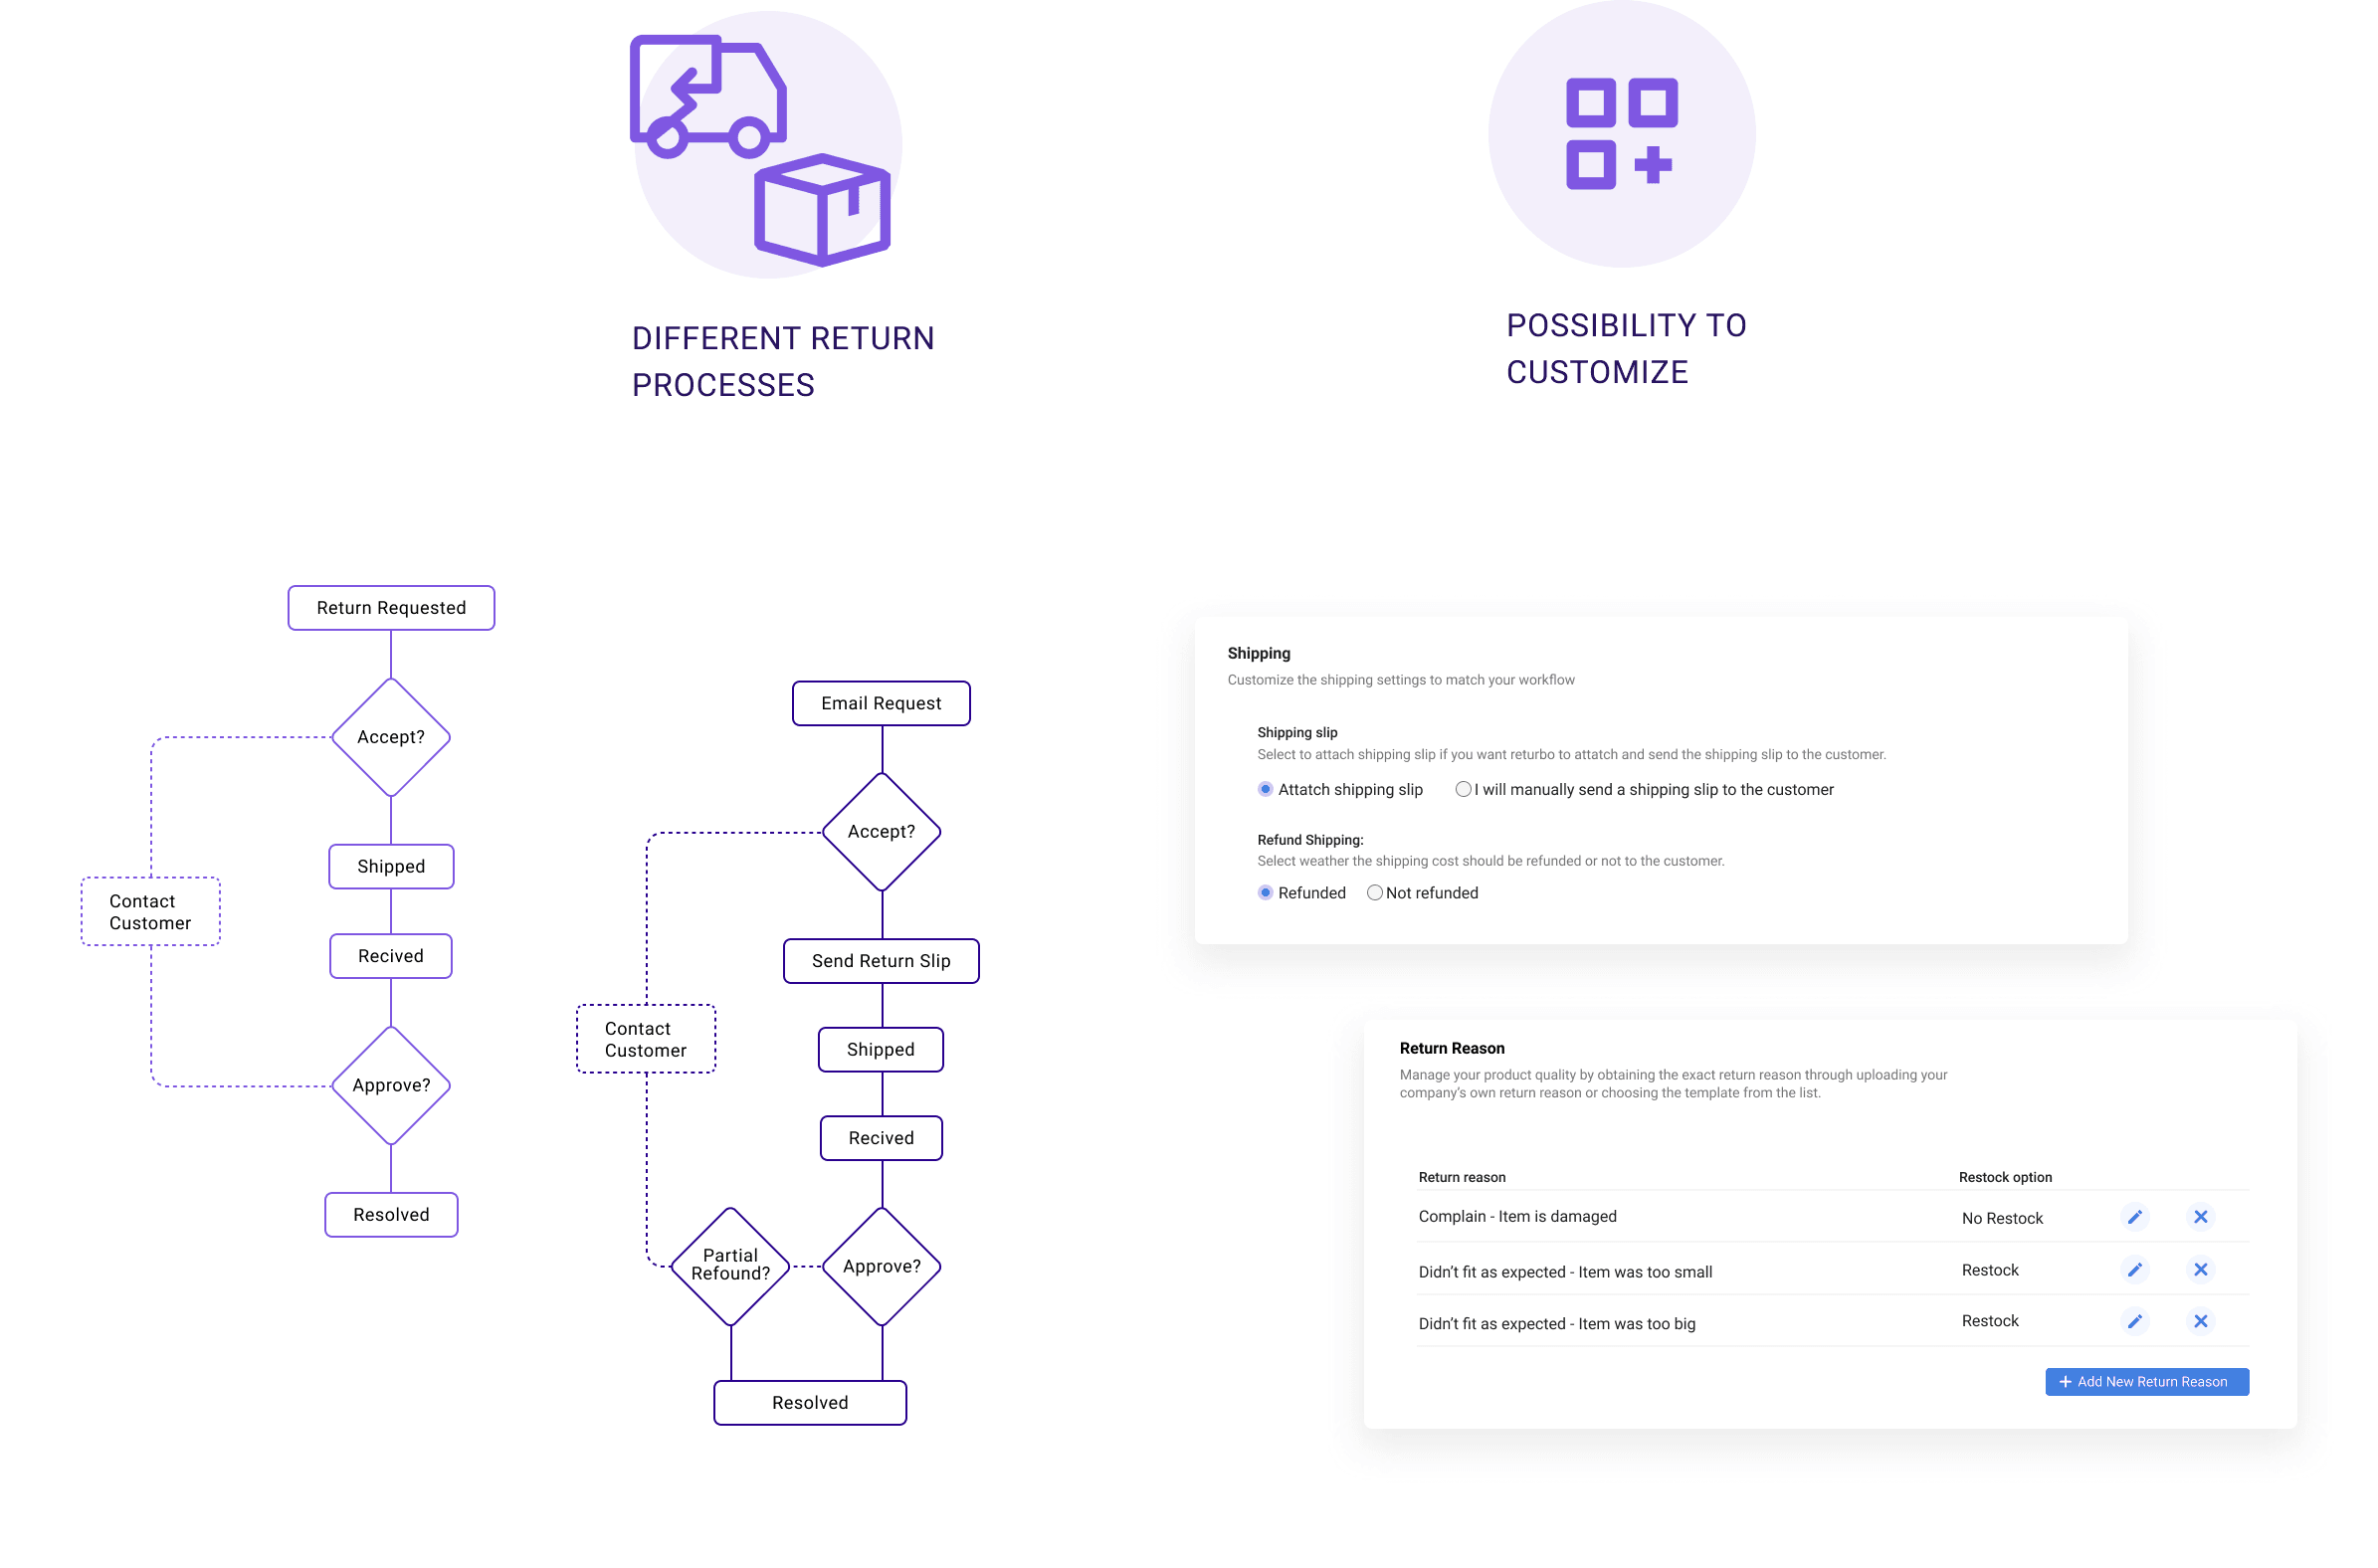 DIFFERENT RETURN
PROCESSES
POSSIBILITY TO
CUSTOMIZE
Return Requested
Accept?
Shipped
Contact
Customer
Recived
Approve?
Resolved
Email Request
Accept?
Send Return Slip
Contact
Customer
Shipped
Recived
Partial
Refound?
Approve?
Resolved
Shipping
Customize the shipping settings to match your workflow
Shipping slip
Select to attach shipping slip if you want returbo to attatch and send the shipping slip to the customer.
Attatch shipping slip I will manually send a shipping slip to the customer
Refund Shipping:
Select weather the shipping cost should be refunded or not to the customer.
Refunded Not refunded
Return Reason
Manage your product quality by obtaining the exact return reason through uploading your
company's own return reason or choosing the template from the list.
Return reason Restock option
Complain - Item is damaged No Restock
Didn't fit as expected - Item was too small Restock
Didn't fit as expected - Item was too big Restock
+ Add New Return Reason